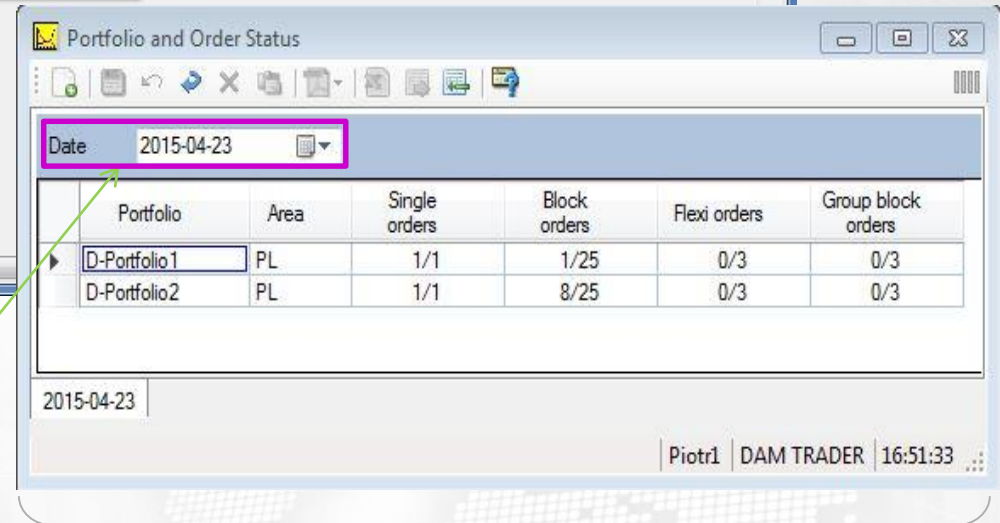 Portfolio and Order Status
Date 2015-04-23
Portfolio Area Single orders Block orders Flexi orders Group block orders
D-Portfolio1 PL 1/1 1/25 0/3 0/3
D-Portfolio2 PL 1/1 8/25 0/3 0/3
2015-04-23
Piotr1 DAM TRADER 16:51:33